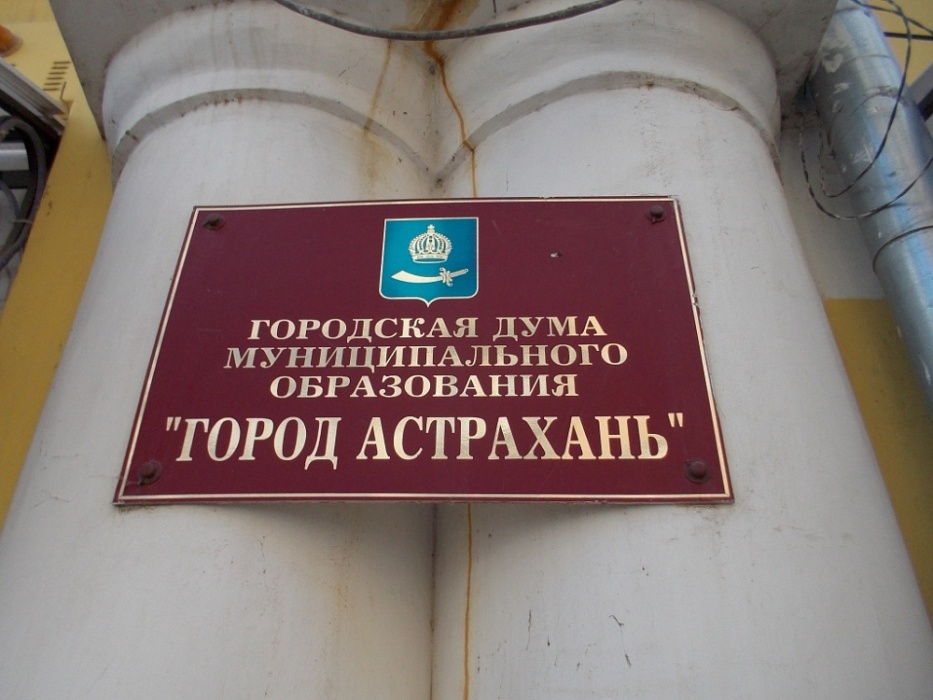 ГОРОДСКАЯ ДУМА
МУНИЦИПАЛЬНОГО
ОБРАЗОВАНИЯ
"ГОРОД АСТРАХАНЬ"